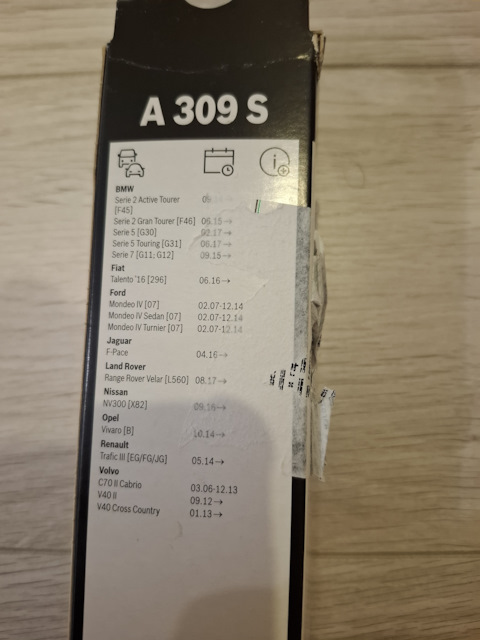 A 309 S
BMW
Serie 2 Active Tourer
[F45]
Serie 2 Gran Tourer [F46] 06.15→
Serie 5 [G30] 02.17→
Serie 5 Touring [G31] 06.17→
Serie 7 [G11; G12] 09.15→
Fiat
Talento '16 [296] 06.16→
Ford
Mondeo IV [07] 02.07-12.14
Mondeo IV Sedan [07] 02.07-12.14
Mondeo IV Turnier [07] 02.07-12.14
Jaguar
F-Pace 04.16→
Land Rover
Range Rover Velar [L560] 08.17→
Nissan
NV300 [X82] 09.16→
Opel
Vivaro [B] 10.14→
Renault
Trafic III [EG/FG/JG] 05.14→
Volvo
C70 II Cabrio 03.06-12.13
V40 II 09.12→
V40 Cross Country 01.13→